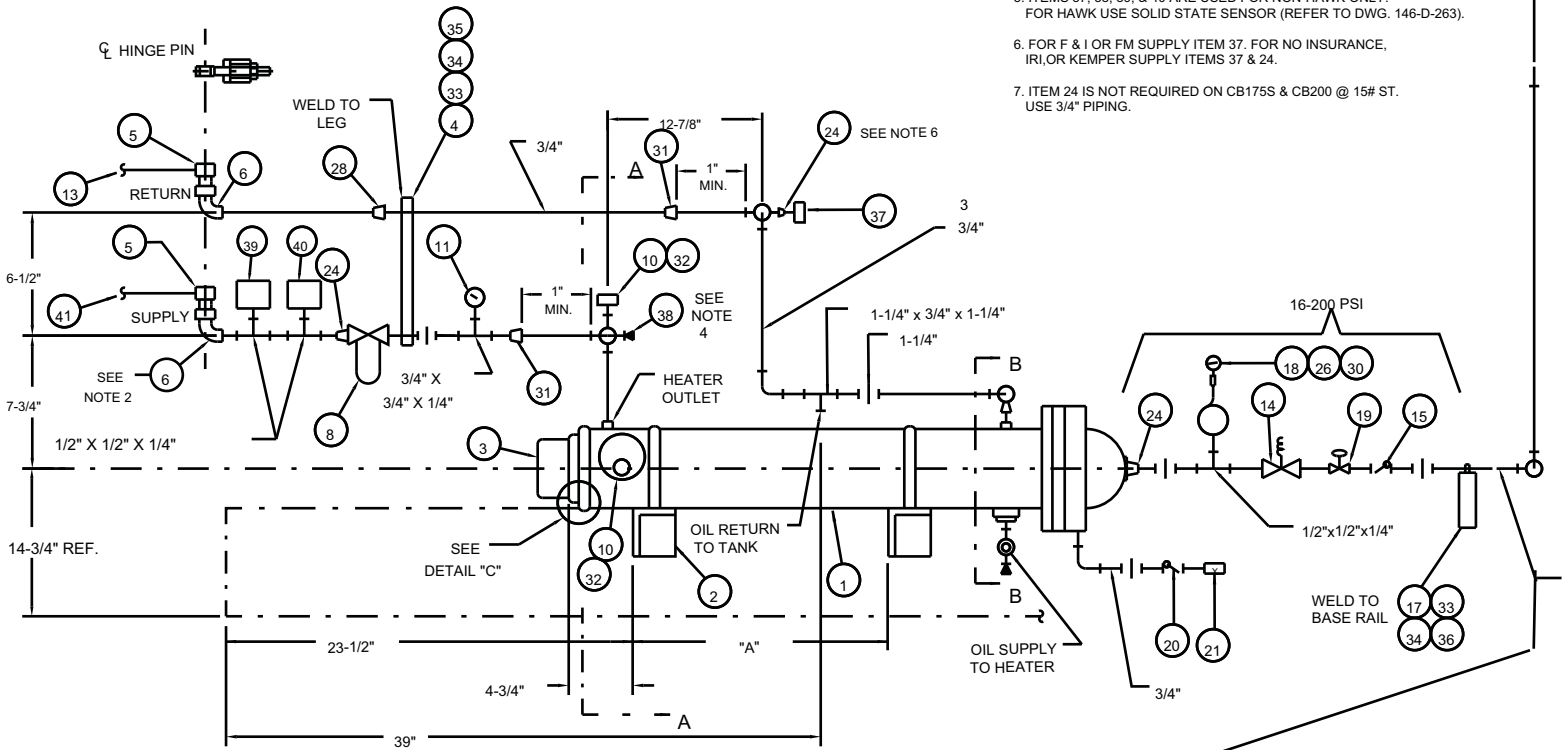 5. ITEMS 37, 38, 39, & 40 ARE USED FOR NON-HAWK ONLY.
FOR HAWK USE SOLID STATE SENSOR (REFER TO DWG. 146-D-263).
6. FOR F & I OR FM SUPPLY ITEM 37. FOR NO INSURANCE,
IRI,OR KEMPER SUPPLY ITEMS 37 & 24.
7. ITEM 24 IS NOT REQUIRED ON CB175S & CB200 @ 15# ST.
USE 3/4" PIPING.
℄ HINGE PIN
35
34
33
4
WELD TO
LEG
12-7/8"
5
13
RETURN
6
28
3/4"
A
31
1"
MIN.
24
SEE NOTE 6
37
3
3/4"
6-1/2"
5
41
SUPPLY
39
40
24
11
1"
MIN.
10
32
38
SEE
NOTE
4
SEE
NOTE 2
6
8
3/4" X
3/4" X 1/4"
31
1-1/4" x 3/4" x 1-1/4"
1-1/4"
16-200 PSI
7-3/4"
1/2" X 1/2" X 1/4"
HEATER
OUTLET
B
18
26
30
14
19
15
24
3
14-3/4" REF.
SEE
DETAIL "C"
10
32
2
OIL RETURN
TO TANK
1
B
1/2"x1/2"x1/4"
OIL SUPPLY
TO HEATER
20
21
X
3/4"
WELD TO
BASE RAIL
17
33
34
36
23-1/2"
"A"
4-3/4"
A
39"